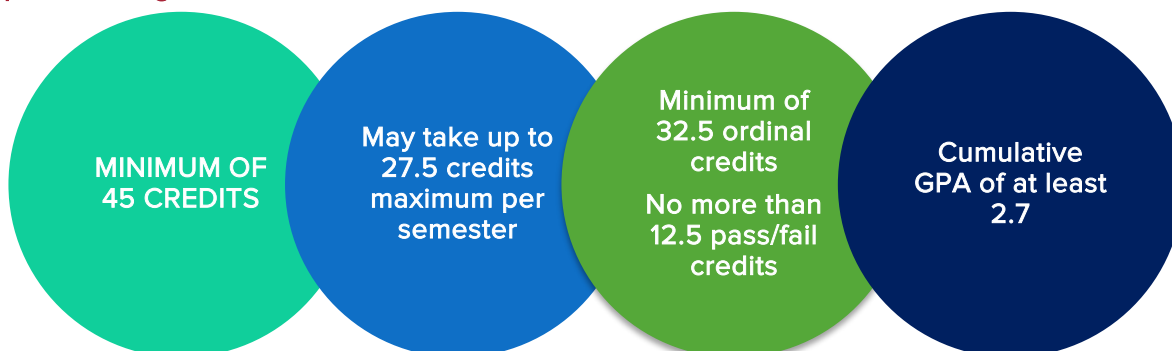 MINIMUM OF
45 CREDITS
May take up to
27.5 credits
maximum per
semester
Minimum of
32.5 ordinal
credits
No more than
12.5 pass/fail
credits
Cumulative
GPA of at least
2.7